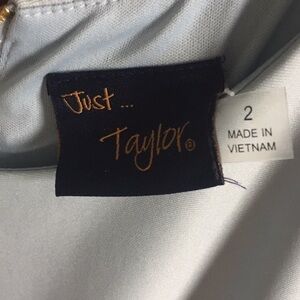 Just ...
Taylor®
2
MADE IN
VIETNAM